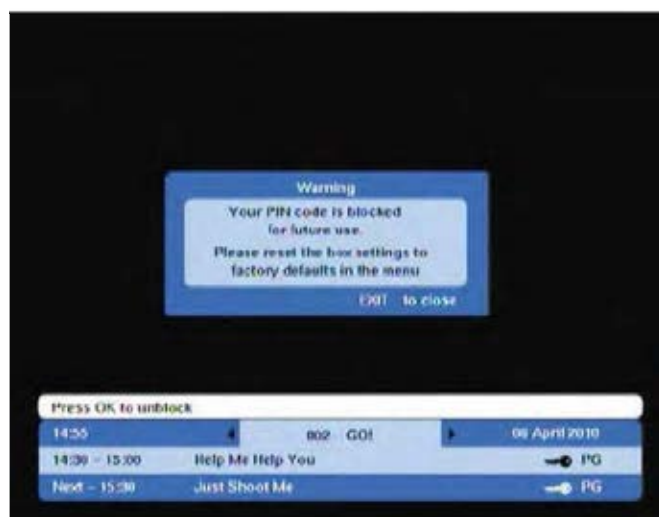 Warning
Your PIN code is blocked
for future use.
Please reset the box settings to
factory defaults in the menu
EXIT to close
Press OK to unblock
14:55 802 GO! 06 April 2010
14:30 - 15:00 Help Me Help You PG
Next - 15:30 Just Shoot Me PG